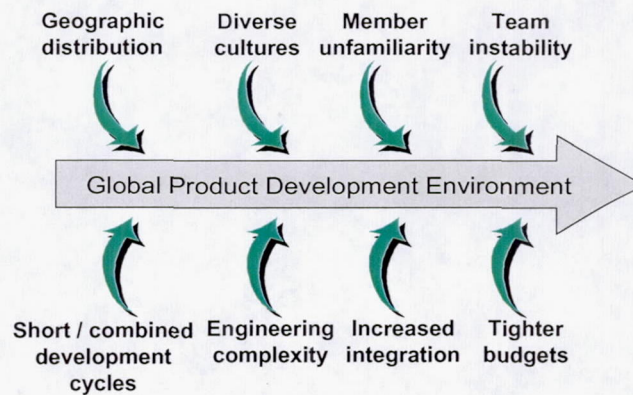 Geographic
distribution
Diverse
cultures
Member
unfamiliarity
Team
instability
Global Product Development Environment
Short / combined
development
cycles
Engineering
complexity
Increased
integration
Tighter
budgets